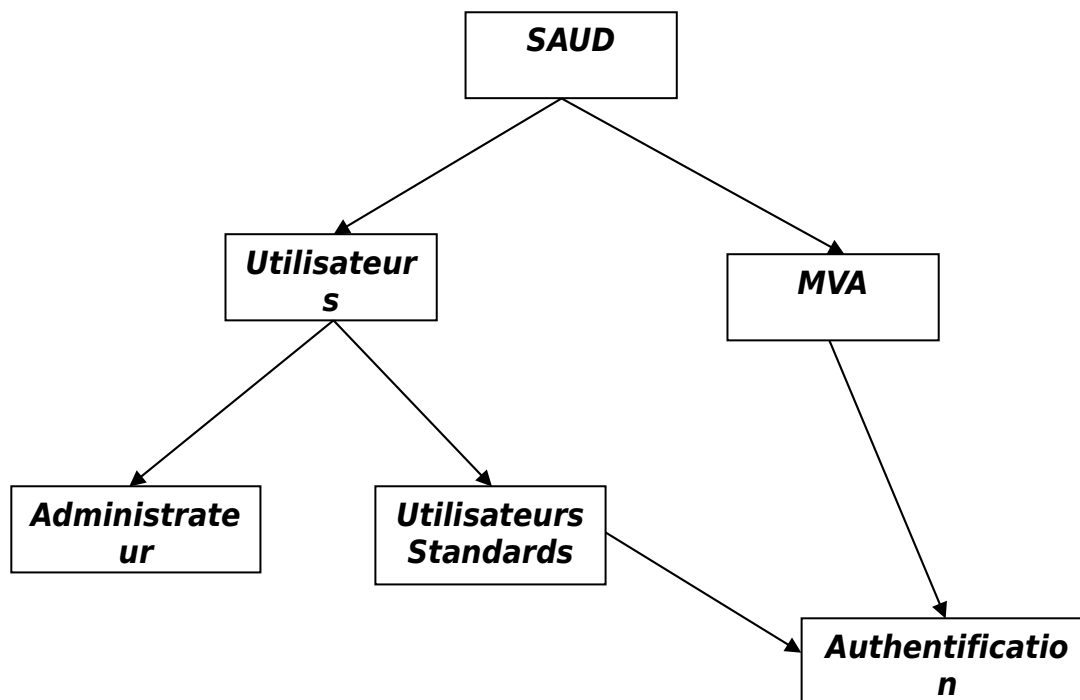 SAUD
Utilisateur
s
MVA
Administrate
ur
Utilisateurs
Standards
Authentificatio
n